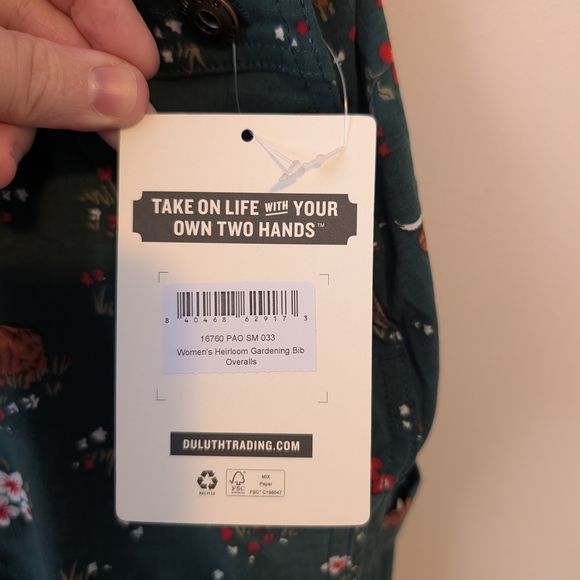 TAKE ON LIFE WITH YOUR
OWN TWO HANDS™
8 40468 62917 3
16760 PAO SM 033
Women's Heirloom Gardening Bib
Overalls
DULUTHTRADING.COM
RECYCLE
FSC
MIX
Paper